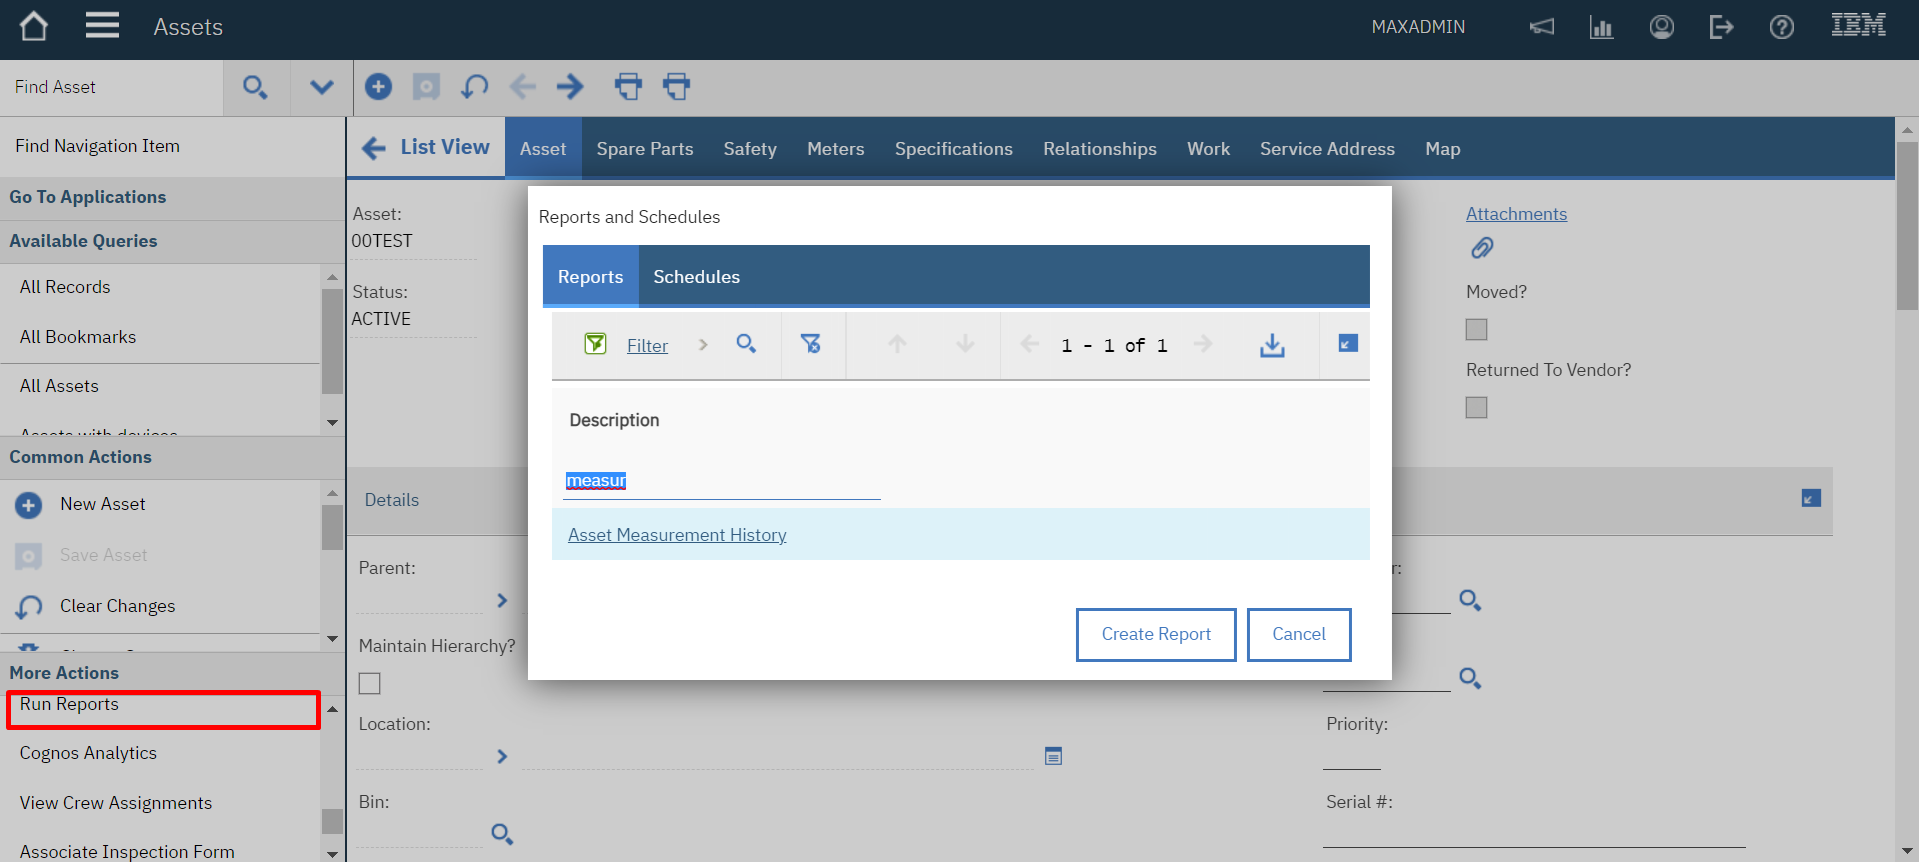 Assets
MAXADMIN
IBM
Find Asset
Find Navigation Item
List View
Asset
Spare Parts
Safety
Meters
Specifications
Relationships
Work
Service Address
Map
Go To Applications
Available Queries
All Records
All Bookmarks
All Assets
Assets with devices
Common Actions
New Asset
Save Asset
Clear Changes
More Actions
Run Reports
Cognos Analytics
View Crew Assignments
Associate Inspection Form
Asset:
00TEST
Status:
ACTIVE
Attachments
Moved?
Returned To Vendor?
Reports and Schedules
Reports
Schedules
Filter
1 - 1 of 1
Description
measur
Asset Measurement History
Create Report
Cancel
Details
Parent:
r:
Maintain Hierarchy?
Location:
Priority:
Bin:
Serial #: